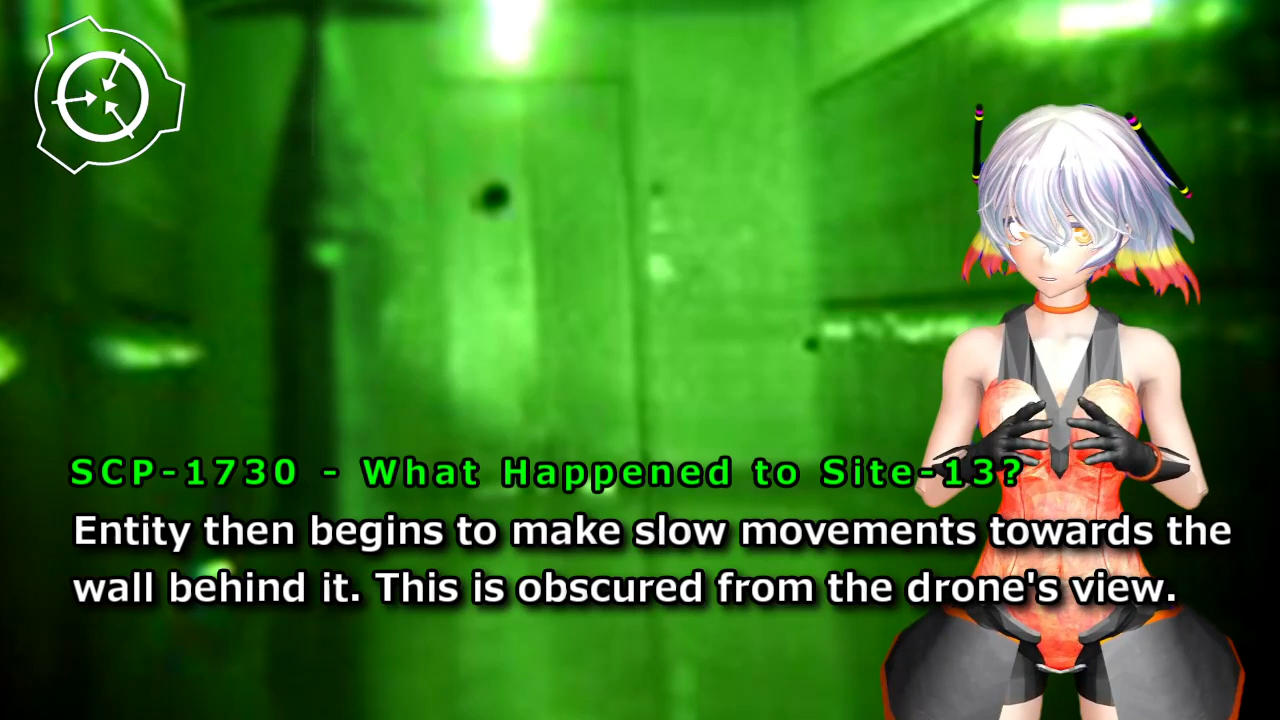 SCP-1730 - What Happened to Site-13?
Entity then begins to make slow movements towards the
wall behind it. This is obscured from the drone's view.